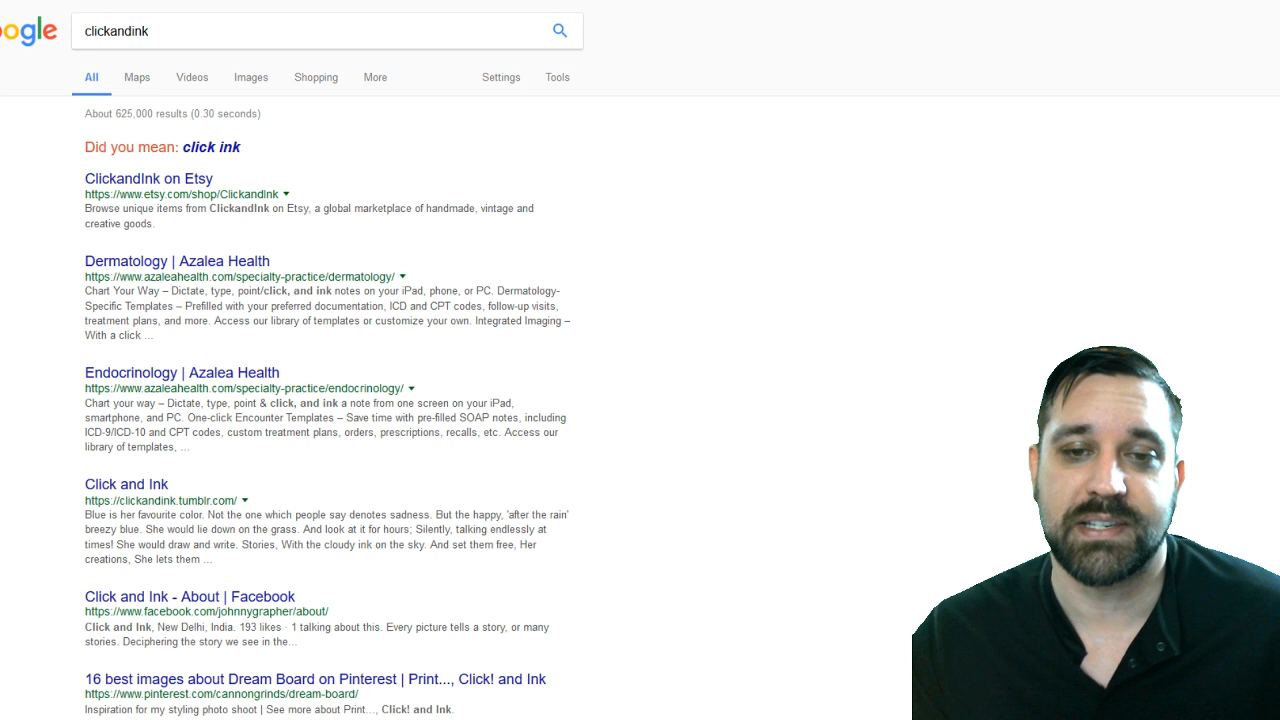 oogle
clickandink
All Maps Videos Images Shopping More Settings Tools
About 625,000 results (0.30 seconds)
Did you mean: click ink
ClickandInk on Etsy
https://www.etsy.com/shop/ClickandInk
Browse unique items from ClickandInk on Etsy, a global marketplace of handmade, vintage and
creative goods.
Dermatology | Azalea Health
https://www.azaleahealth.com/specialty-practice/dermatology/
Chart Your Way – Dictate, type, point/click, and ink notes on your iPad, phone, or PC. Dermatology-
Specific Templates – Prefilled with your preferred documentation, ICD and CPT codes, follow-up visits,
treatment plans, and more. Access our library of templates or customize your own. Integrated Imaging –
With a click ...
Endocrinology | Azalea Health
https://www.azaleahealth.com/specialty-practice/endocrinology/
Chart your way – Dictate, type, point & click, and ink a note from one screen on your iPad,
smartphone, and PC. One-click Encounter Templates – Save time with pre-filled SOAP notes, including
ICD-9/ICD-10 and CPT codes, custom treatment plans, orders, prescriptions, recalls, etc. Access our
library of templates, ...
Click and Ink
https://clickandink.tumblr.com/
Blue is her favourite color. Not the one which people say denotes sadness. But the happy, 'after the rain'
breezy blue. She would lie down on the grass. And look at it for hours; Silently, talking endlessly at
times! She would draw and write. Stories, With the cloudy ink on the sky. And set them free, Her
creations, She lets them ...
Click and Ink - About | Facebook
https://www.facebook.com/johnnygrapher/about/
Click and Ink, New Delhi, India. 193 likes · 1 talking about this. Every picture tells a story, or many
stories. Deciphering the story we see in the...
16 best images about Dream Board on Pinterest | Print..., Click! and Ink
https://www.pinterest.com/cannongrinds/dream-board/
Inspiration for my styling photo shoot | See more about Print..., Click! and Ink.